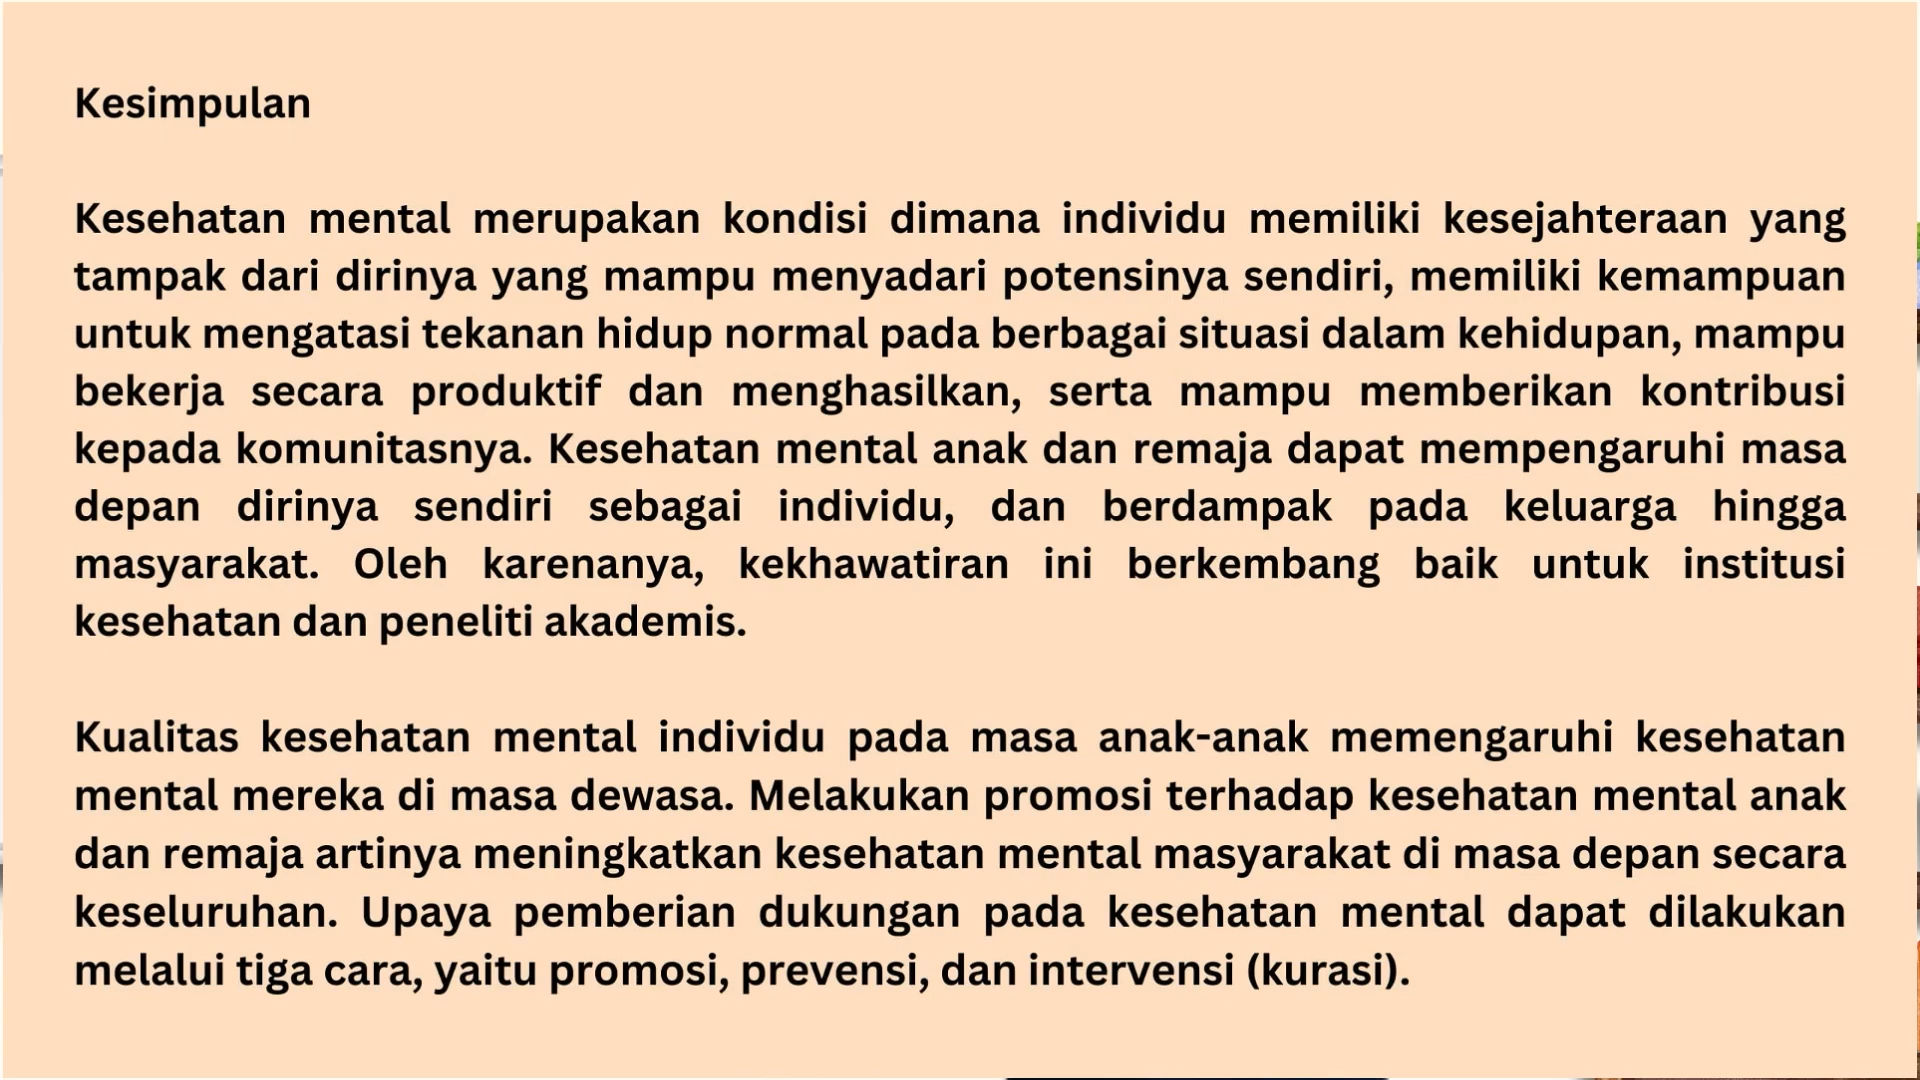 Kesimpulan
Kesehatan mental merupakan kondisi dimana individu memiliki kesejahteraan yang
tampak dari dirinya yang mampu menyadari potensinya sendiri, memiliki kemampuan
untuk mengatasi tekanan hidup normal pada berbagai situasi dalam kehidupan, mampu
bekerja secara produktif dan menghasilkan, serta mampu memberikan kontribusi
kepada komunitasnya. Kesehatan mental anak dan remaja dapat mempengaruhi masa
depan dirinya sendiri sebagai individu, dan berdampak pada keluarga hingga
masyarakat. Oleh karenanya, kekhawatiran ini berkembang baik untuk institusi
kesehatan dan peneliti akademis.
Kualitas kesehatan mental individu pada masa anak-anak memengaruhi kesehatan
mental mereka di masa dewasa. Melakukan promosi terhadap kesehatan mental anak
dan remaja artinya meningkatkan kesehatan mental masyarakat di masa depan secara
keseluruhan. Upaya pemberian dukungan pada kesehatan mental dapat dilakukan
melalui tiga cara, yaitu promosi, prevensi, dan intervensi (kurasi).